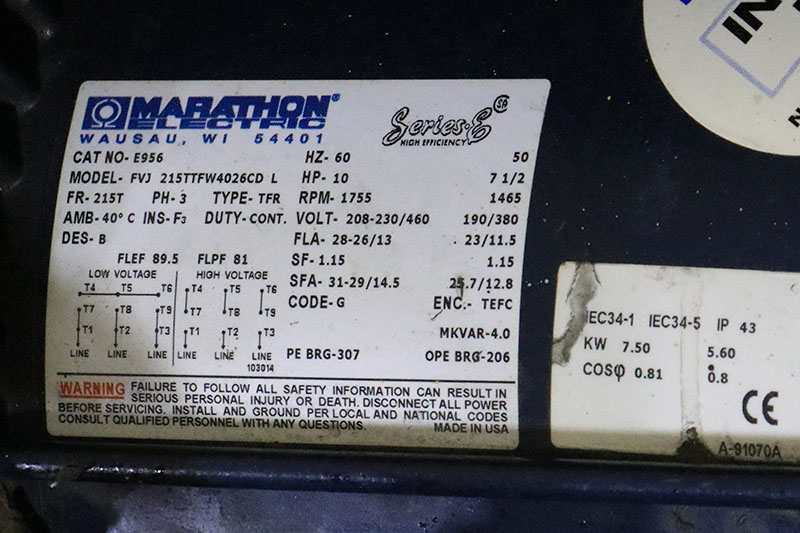 MARATHON®
ELECTRIC
WAUSAU, WI 54401
Series-E SA
HIGH EFFICIENCY
CAT NO- E956 HZ- 60 50
MODEL- FVJ 215TTFW4026CD L HP- 10 7 1/2
FR- 215T PH- 3 TYPE- TFR RPM- 1755 1465
AMB- 40° C INS- F3 DUTY- CONT. VOLT- 208-230/460 190/380
DES- B FLA- 28-26/13 23/11.5
FLEF 89.5 FLPF 81 SF- 1.15 1.15
LOW VOLTAGE HIGH VOLTAGE SFA- 31-29/14.5 25.7/12.8
T4 T5 T6 T4 T5 T6 CODE- G ENC.- TEFC
T7 T8 T9 T7 T8 T9
T1 T2 T3 T1 T2 T3 MKVAR-4.0
LINE LINE LINE LINE PE BRG-307 OPE BRG-206
103014
WARNING FAILURE TO FOLLOW ALL SAFETY INFORMATION CAN RESULT IN
SERIOUS PERSONAL INJURY OR DEATH. DISCONNECT ALL POWER
BEFORE SERVICING. INSTALL AND GROUND PER LOCAL AND NATIONAL CODES
CONSULT QUALIFIED PERSONNEL WITH ANY QUESTIONS. MADE IN USA
IEC34-1 IEC34-5 IP 43
KW 7.50 5.60
COSφ 0.81 0.8
CE
A-91070A